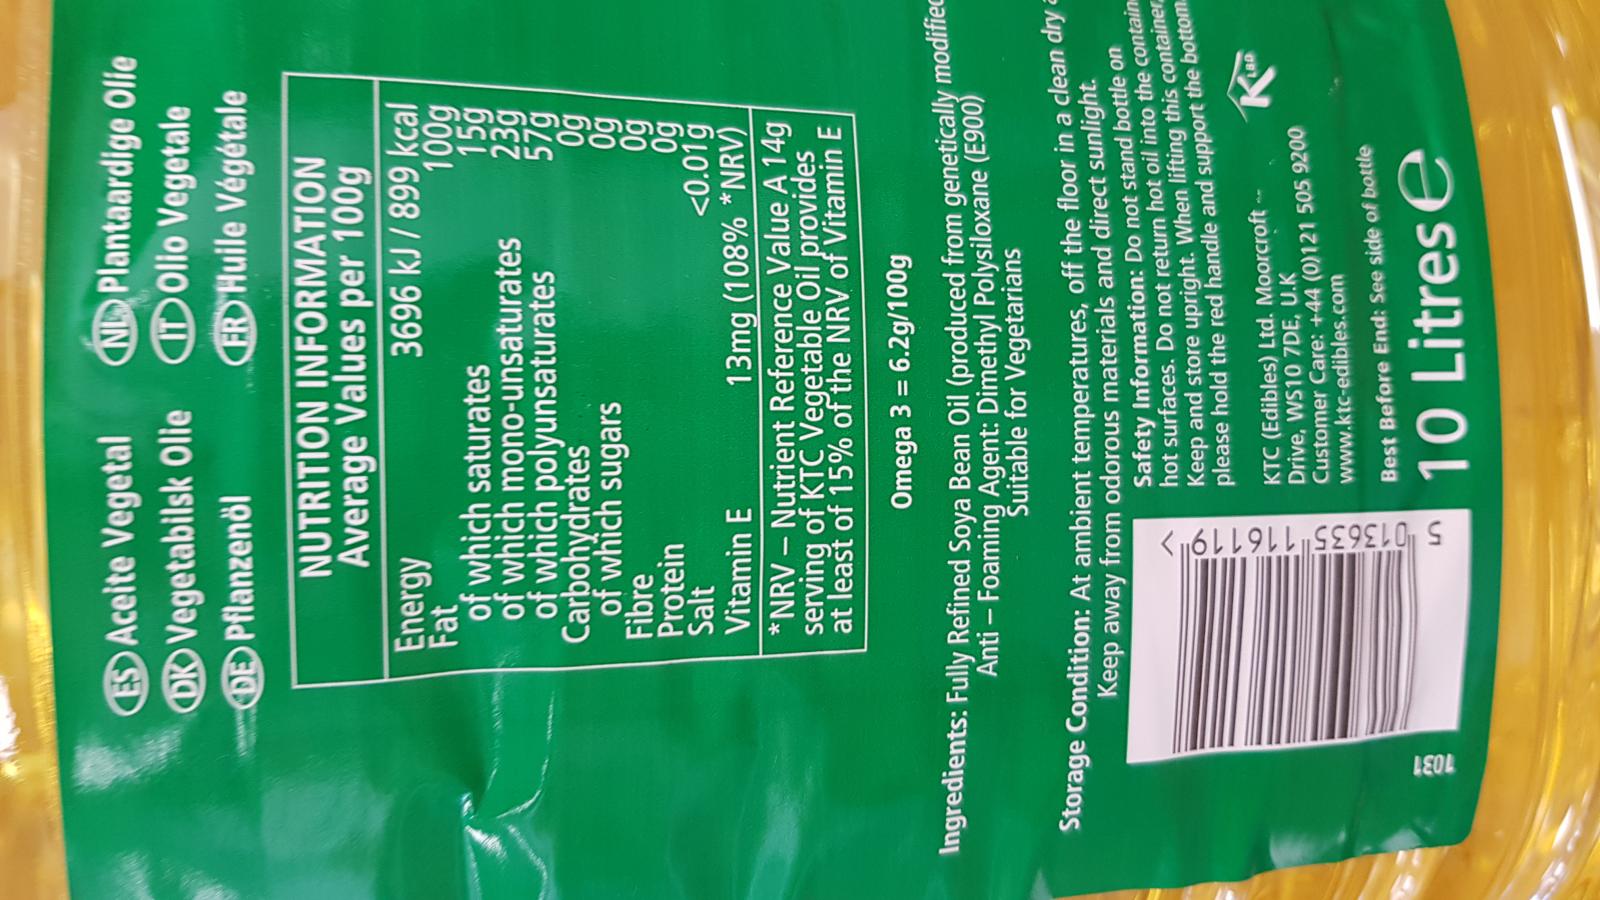 ES Aceite Vegetal NL Plantaardige Olie
DK Vegetabilsk Olie IT Olio Vegetale
DE Pflanzenöl FR Huile Végétale
NUTRITION INFORMATION
Average Values per 100g
Energy 3696 kJ / 899 kcal
Fat 100g
of which saturates 15g
of which mono-unsaturates 23g
of which polyunsaturates 57g
Carbohydrates 0g
of which sugars 0g
Fibre 0g
Protein 0g
Salt <0.01g
Vitamin E 13mg (108% *NRV)
*NRV – Nutrient Reference Value A 14g
serving of KTC Vegetable Oil provides
at least of 15% of the NRV of Vitamin E
Omega 3 = 6.2g/100g
Ingredients: Fully Refined Soya Bean Oil (produced from genetically modified
Anti – Foaming Agent: Dimethyl Polysiloxane (E900)
Suitable for Vegetarians
Storage Condition: At ambient temperatures, off the floor in a clean dry
Keep away from odorous materials and direct sunlight.
Safety Information: Do not stand bottle on
hot surfaces. Do not return hot oil into the
Keep and store upright. When lifting this container,
please hold the red handle and support the bottom
KLBD
KTC (Edibles) Ltd. Moorcroft
Drive, WS10 7DE, U.K
Customer Care: +44 (0)121 505 9200
www.ktc-edibles.com
Best Before End: See side of bottle
10 Litres e
5 013635 116119 >
1031